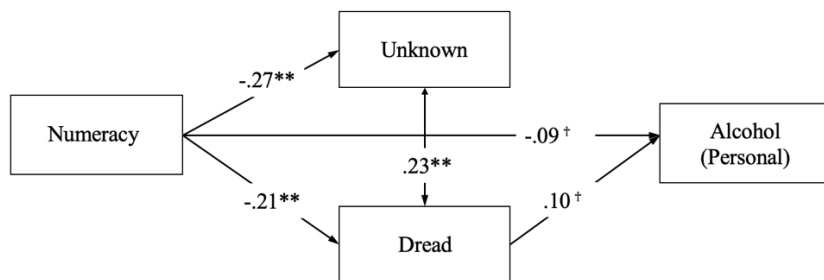 Unknown
-.27**
Numeracy
-.09 †
Alcohol
(Personal)
.23**
-.21**
.10 †
Dread